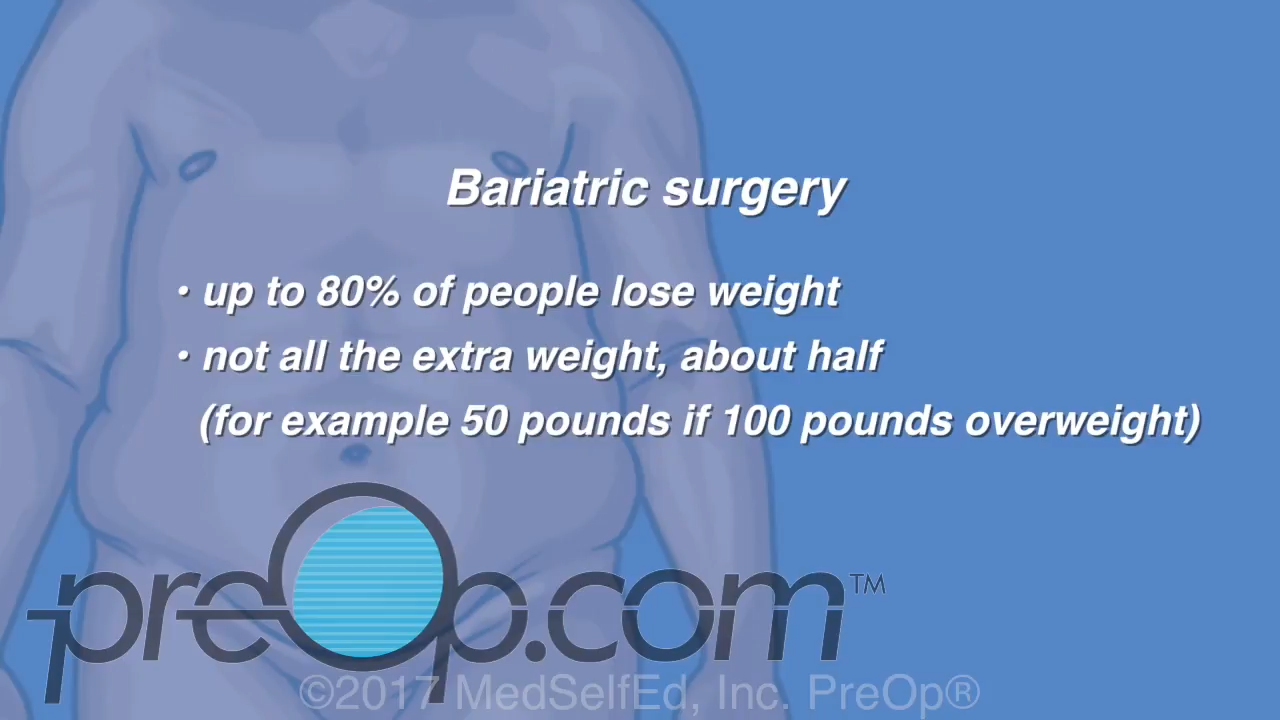 Bariatric surgery
• up to 80% of people lose weight
• not all the extra weight, about half
(for example 50 pounds if 100 pounds overweight)
preOp.com™
©2017 MedSelfEd, Inc. PreOp®